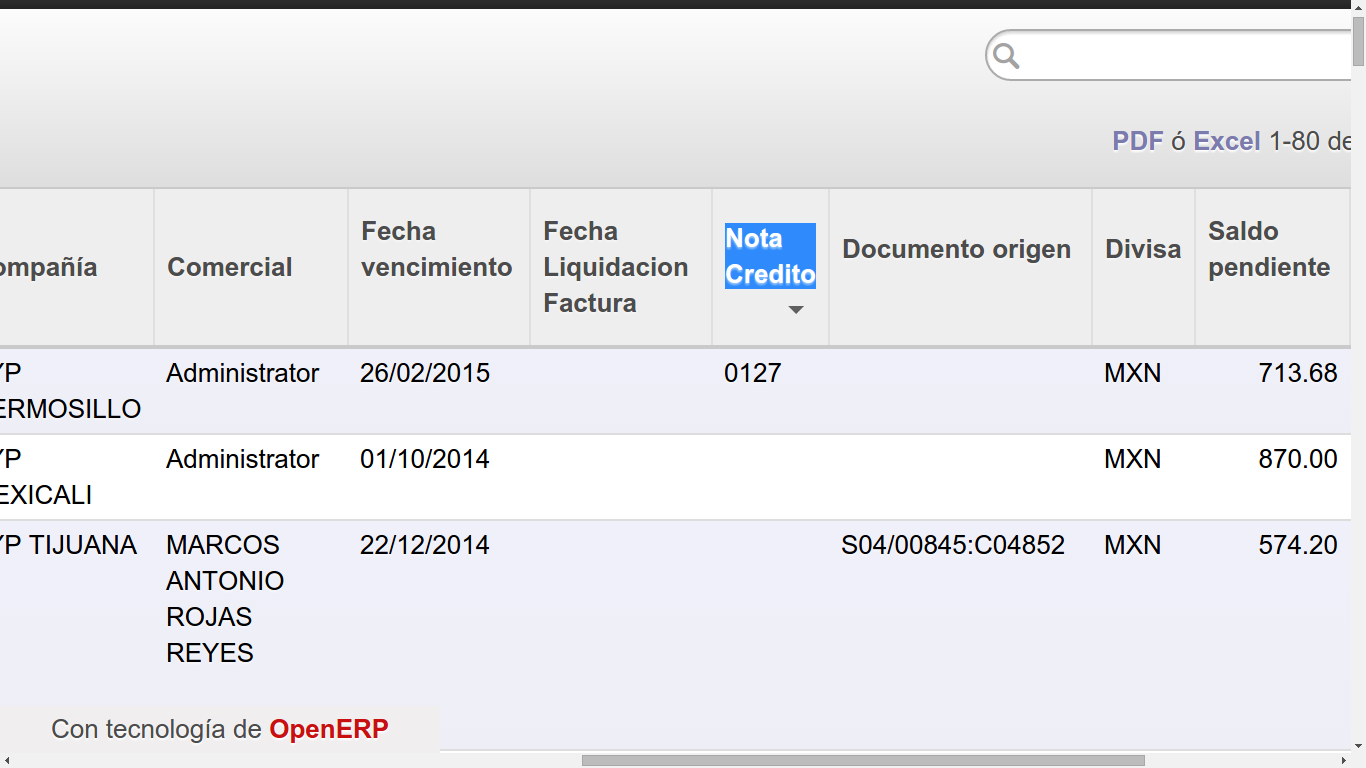 PDF ó Excel 1-80 de
ompañía
Comercial
Fecha
vencimiento
Fecha
Liquidacion
Factura
Nota
Credito
Documento origen
Divisa
Saldo
pendiente
YP
ERMOSILLO
Administrator
26/02/2015
0127
MXN
713.68
YP
EXICALI
Administrator
01/10/2014
MXN
870.00
YP TIJUANA
MARCOS
ANTONIO
ROJAS
REYES
22/12/2014
S04/00845:C04852
MXN
574.20
Con tecnología de OpenERP